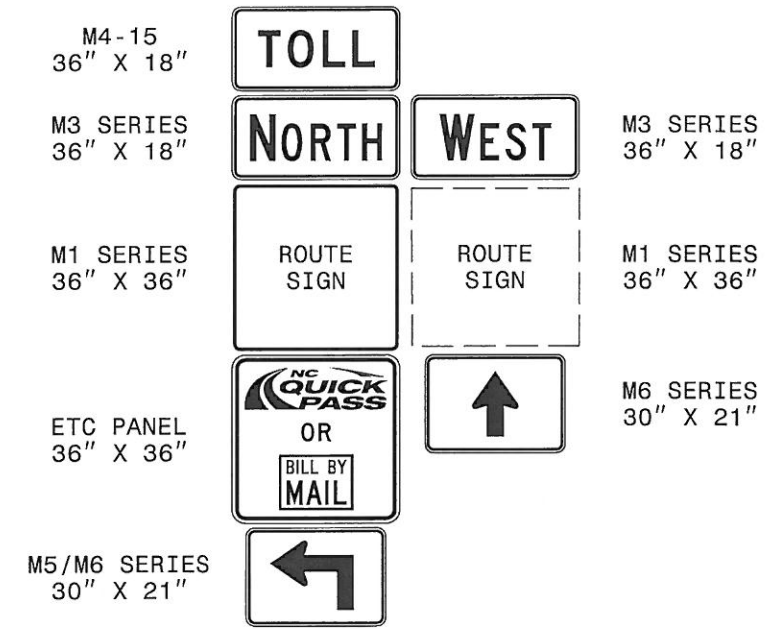 M4-15
36" X 18"
TOLL
M3 SERIES
36" X 18"
NORTH
WEST
M3 SERIES
36" X 18"
M1 SERIES
36" X 36"
ROUTE
SIGN
ROUTE
SIGN
M1 SERIES
36" X 36"
ETC PANEL
36" X 36"
NC
QUICK
PASS
OR
BILL BY
MAIL
M6 SERIES
30" X 21"
M5/M6 SERIES
30" X 21"